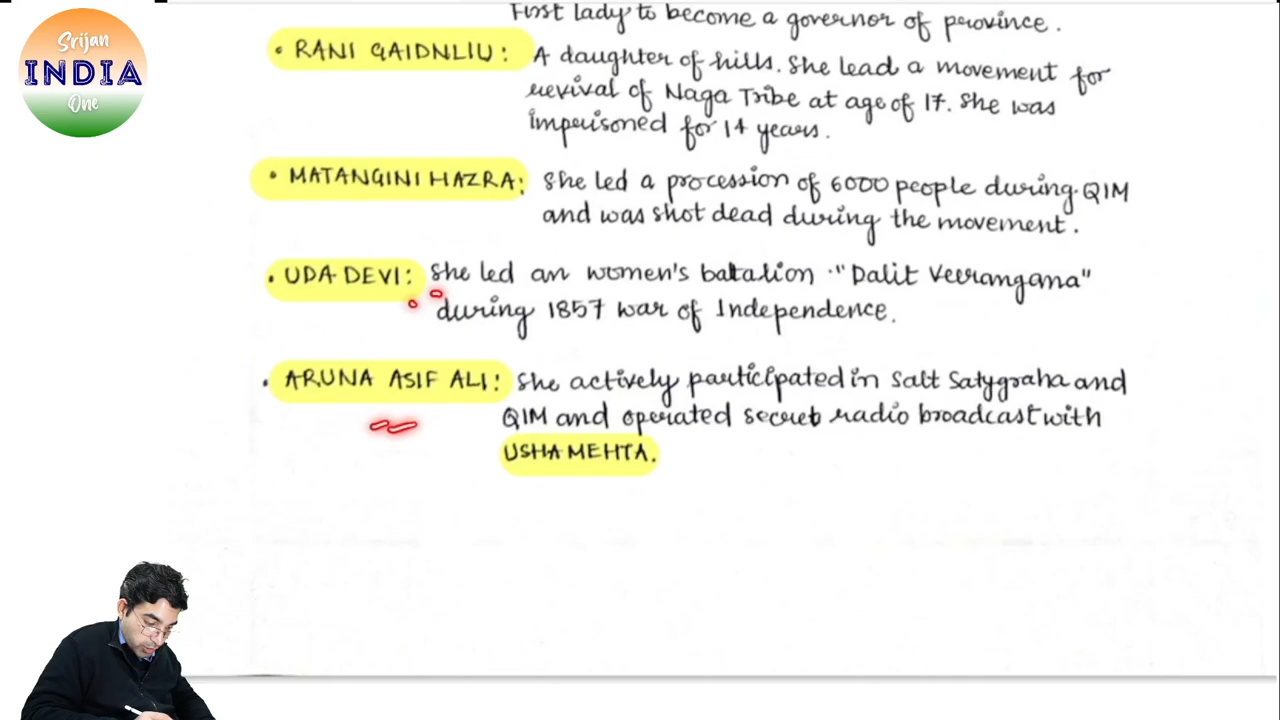 Srijan
INDIA
One
First lady to become a governor of province.
• RANI GAIDNLIU: A daughter of hills. She lead a movement for
revival of Naga Tribe at age of 17. She was
imprisoned for 14 years.
• MATANGINI HAZRA: She led a procession of 6000 people during QIM
and was shot dead during the movement.
• UDA DEVI: She led an women's batalion "Dalit Veerangana"
during 1857 war of Independence.
• ARUNA ASIF ALI: She actively participated in Salt Satygraha and
QIM and operated secret radio broadcast with
USHA MEHTA.